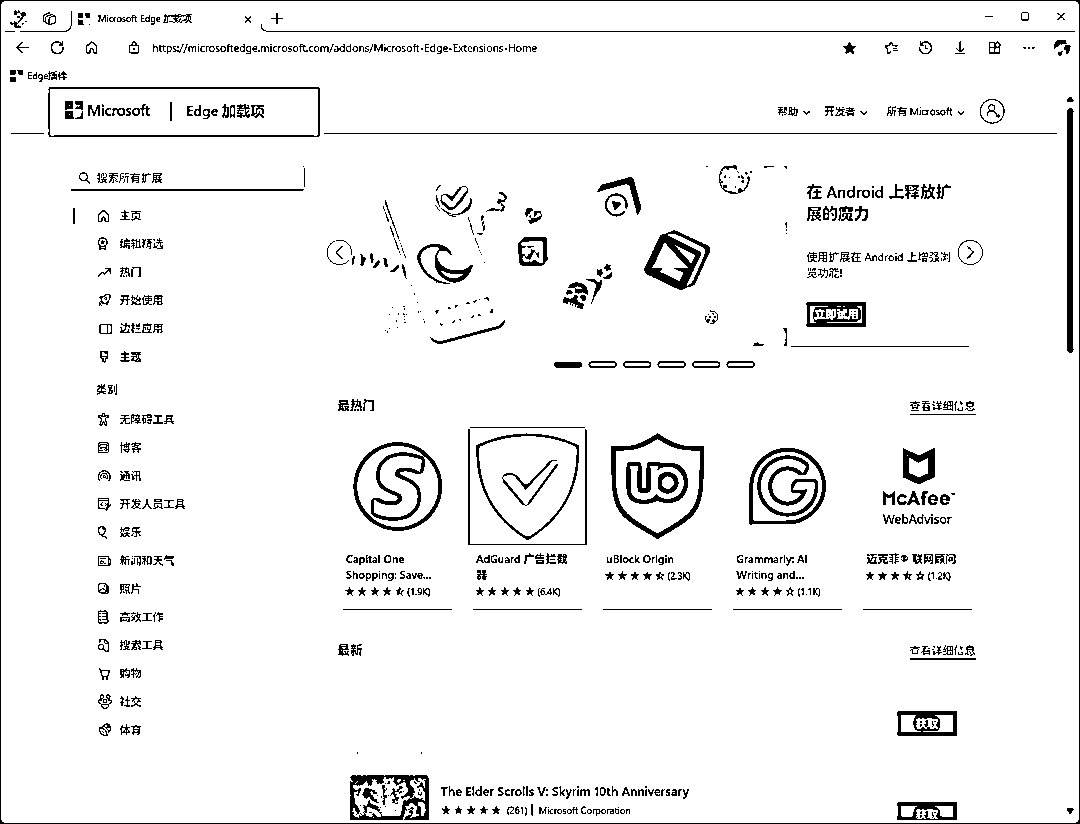 Microsoft Edge 加载项
https://microsoftedge.microsoft.com/addons/Microsoft-Edge-Extensions-Home
Edge插件
Microsoft | Edge 加载项
帮助
开发者
所有 Microsoft
搜索所有扩展
主页
编辑精选
热门
开始使用
边栏应用
主题
类别
无障碍工具
博客
通讯
开发人员工具
娱乐
新闻和天气
照片
高效工作
搜索工具
购物
社交
体育
在 Android 上释放扩
展的魔力
使用扩展在 Android 上增强浏
览功能!
立即试用
最热门
查看详细信息
Capital One
Shopping: Save...
(1.9K)
AdGuard 广告拦截
器
(6.4K)
uBlock Origin
(2.3K)
Grammarly: AI
Writing and...
(1.1K)
McAfee™
WebAdvisor
迈克菲® 联网顾问
(1.2K)
最新
查看详细信息
获取
The Elder Scrolls V: Skyrim 10th Anniversary
(261) | Microsoft Corporation
获取